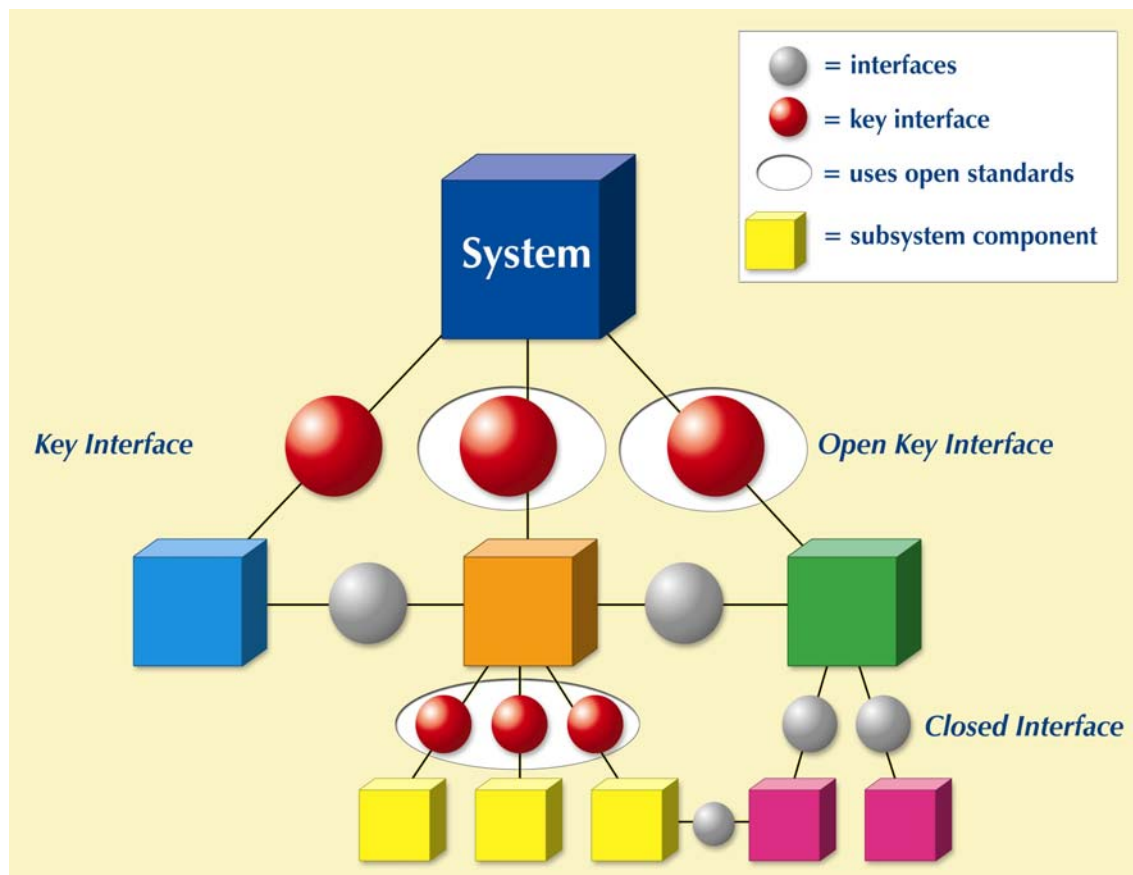 = interfaces
= key interface
= uses open standards
= subsystem component
System
Key Interface
Open Key Interface
Closed Interface